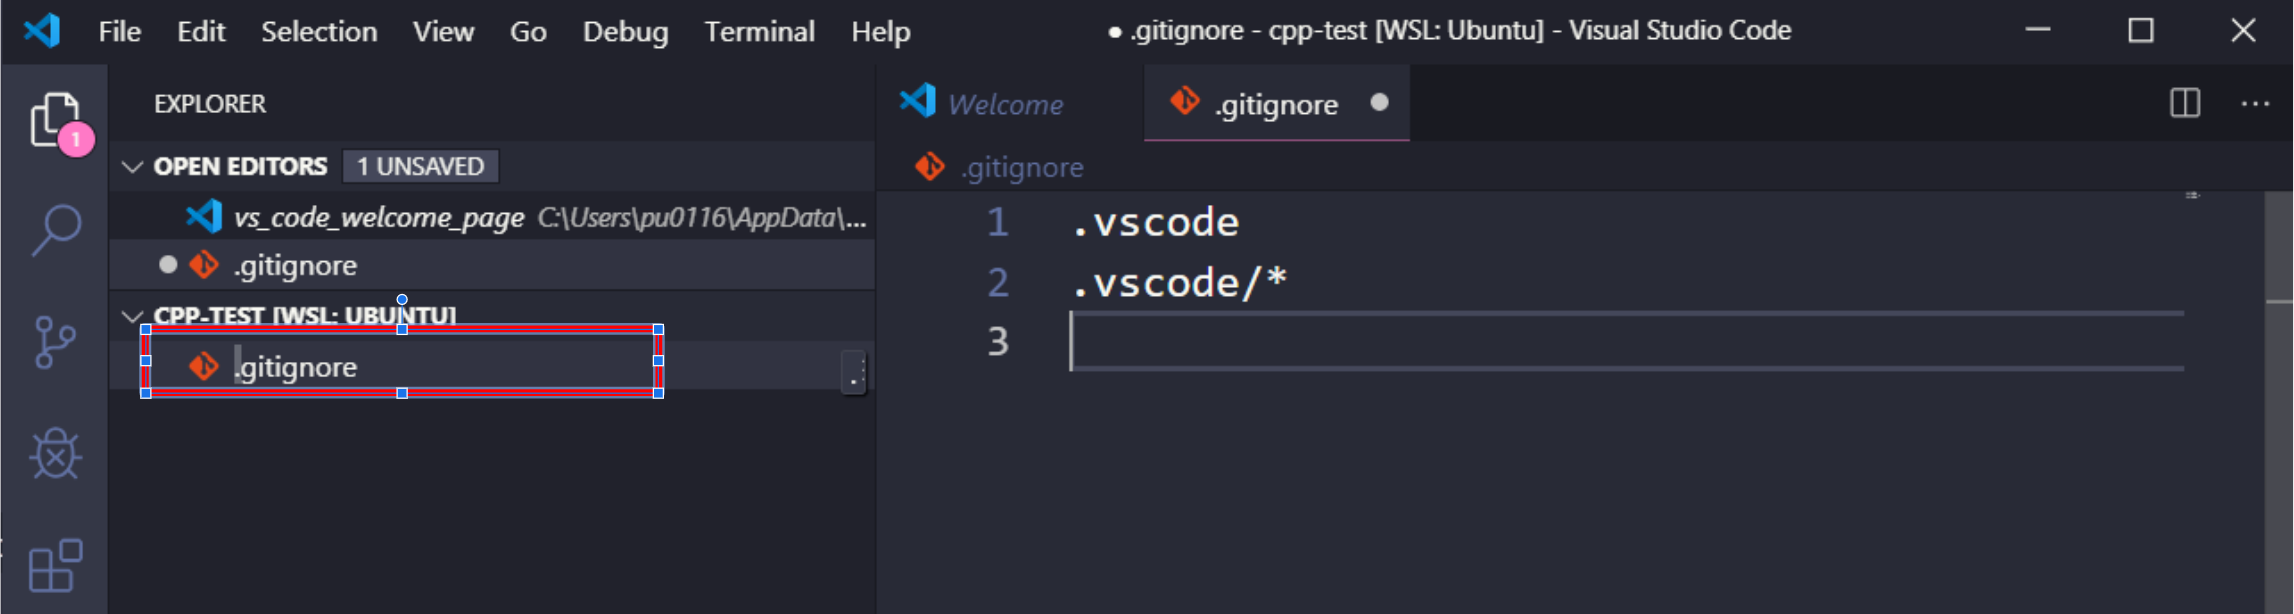 File Edit Selection View Go Debug Terminal Help ● .gitignore - cpp-test [WSL: Ubuntu] - Visual Studio Code
EXPLORER
1
OPEN EDITORS 1 UNSAVED
vs_code_welcome_page C:\Users\pu0116\AppData\...
.gitignore
CPP-TEST [WSL: UBUNTU]
.gitignore
.
Welcome .gitignore
.gitignore
1 .vscode
2 .vscode/*
3